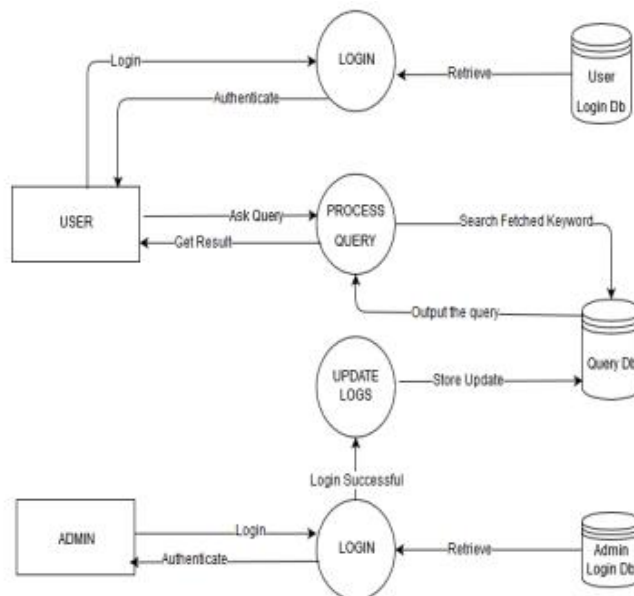 LOGIN
Login
Retrieve
User
Login Db
Authenticate
USER
Ask Query
PROCESS
QUERY
Search Fetched Keyword
Get Result
Output the query
Query Db
UPDATE
LOGS
Store Update
Login Successful
ADMIN
Login
LOGIN
Retrieve
Admin
Login Db
Authenticate